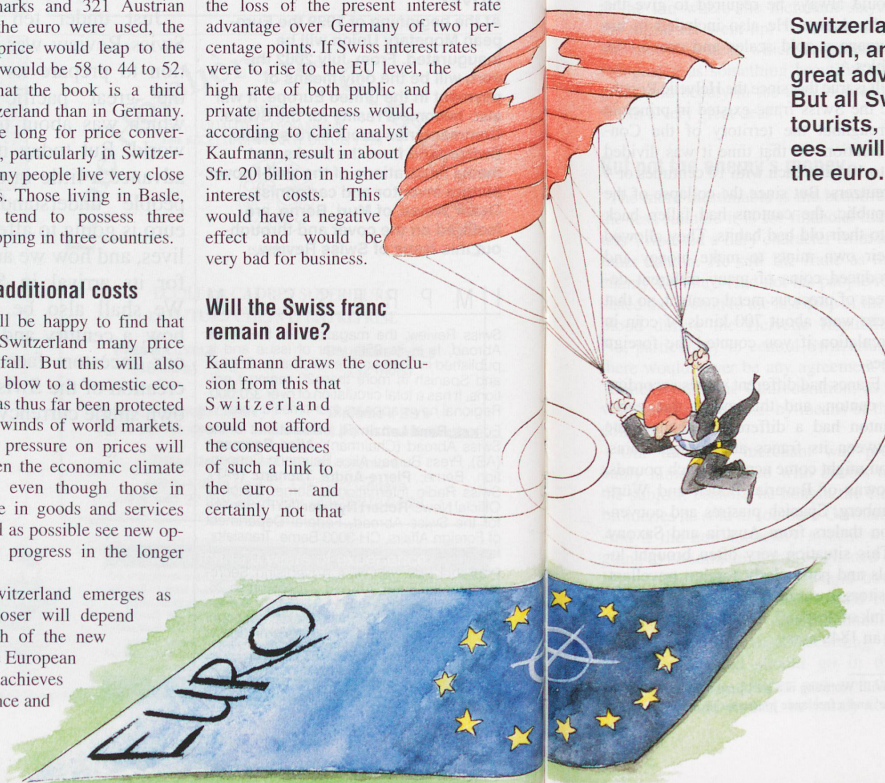 arks and 321 Austrian
the euro were used, the
price would leap to the
would be 58 to 44 to 52.
hat the book is a third
zerland than in Germany.
e long for price conver-
, particularly in Switzer-
ny people live very close
s. Those living in Basle,
tend to possess three
pping in three countries.
additional costs
ll be happy to find that
Switzerland many price
fall. But this will also
blow to a domestic eco-
s thus far been protected
winds of world markets.
pressure on prices will
en the economic climate
even though those in
e in goods and services
l as possible see new op-
progress in the longer
witzerland emerges as
oser will depend
h of the new
European
achieves
nce and
the loss of the present interest rate
advantage over Germany of two per-
centage points. If Swiss interest rates
were to rise to the EU level, the
high rate of both public and
private indebtedness would,
according to chief analyst
Kaufmann, result in about
Sfr. 20 billion in higher
interest costs. This
would have a negative
effect and would be
very bad for business.
Will the Swiss franc
remain alive?
Kaufmann draws the conclu-
sion from this that
Switzerland
could not afford
the consequences
of such a link to
the euro – and
certainly not that
Switzerla
Union, ar
great adv
But all Sw
tourists,
ees – will
the euro.
EURO